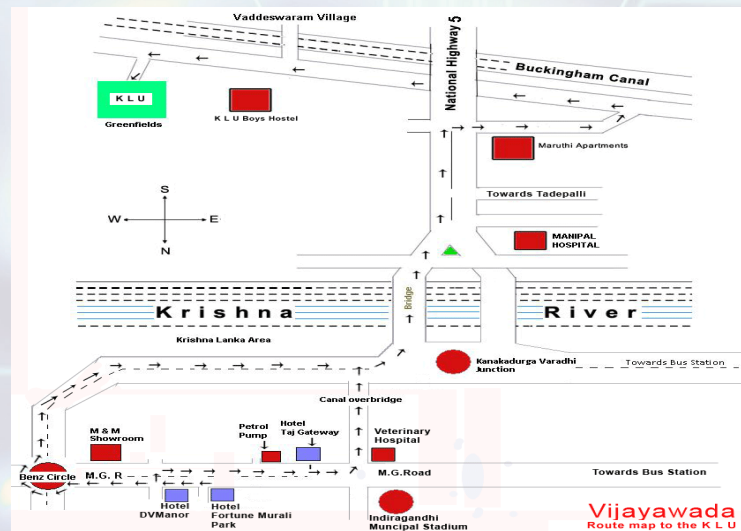 Vaddeswaram Village
National Highway 5
Buckingham Canal
K L U
Greenfields
K L U Boys Hostel
Maruthi Apartments
Towards Tadepalli
S
W
E
N
MANIPAL
HOSPITAL
Bridge
Krishna
River
Krishna Lanka Area
Kanakadurga Varadhi
Junction
Towards Bus Station
Canal overbridge
M & M
Showroom
Petrol
Pump
Hotel
Taj Gateway
Veterinary
Hospital
Benz Circle
M.G. R
M.G.Road
Towards Bus Station
Hotel
DVManor
Hotel
Fortune Murali
Park
Indiragandhi
Muncipal Stadium
Vijayawada
Route map to the K L U